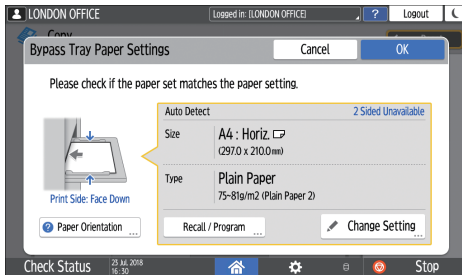 LONDON OFFICE
Logged in: [LONDON OFFICE]
?
Logout
Copy
Bypass Tray Paper Settings
Cancel
OK
Please check if the paper set matches the paper setting.
Auto Detect
2 Sided Unavailable
Size
A4 : Horiz.
(297.0 x 210.0mm)
Type
Plain Paper
75~81g/m2 (Plain Paper 2)
Print Side: Face Down
? Paper Orientation ...
Recall / Program ...
Change Setting ...
Check Status
23 JUL 2018
16:30
Stop